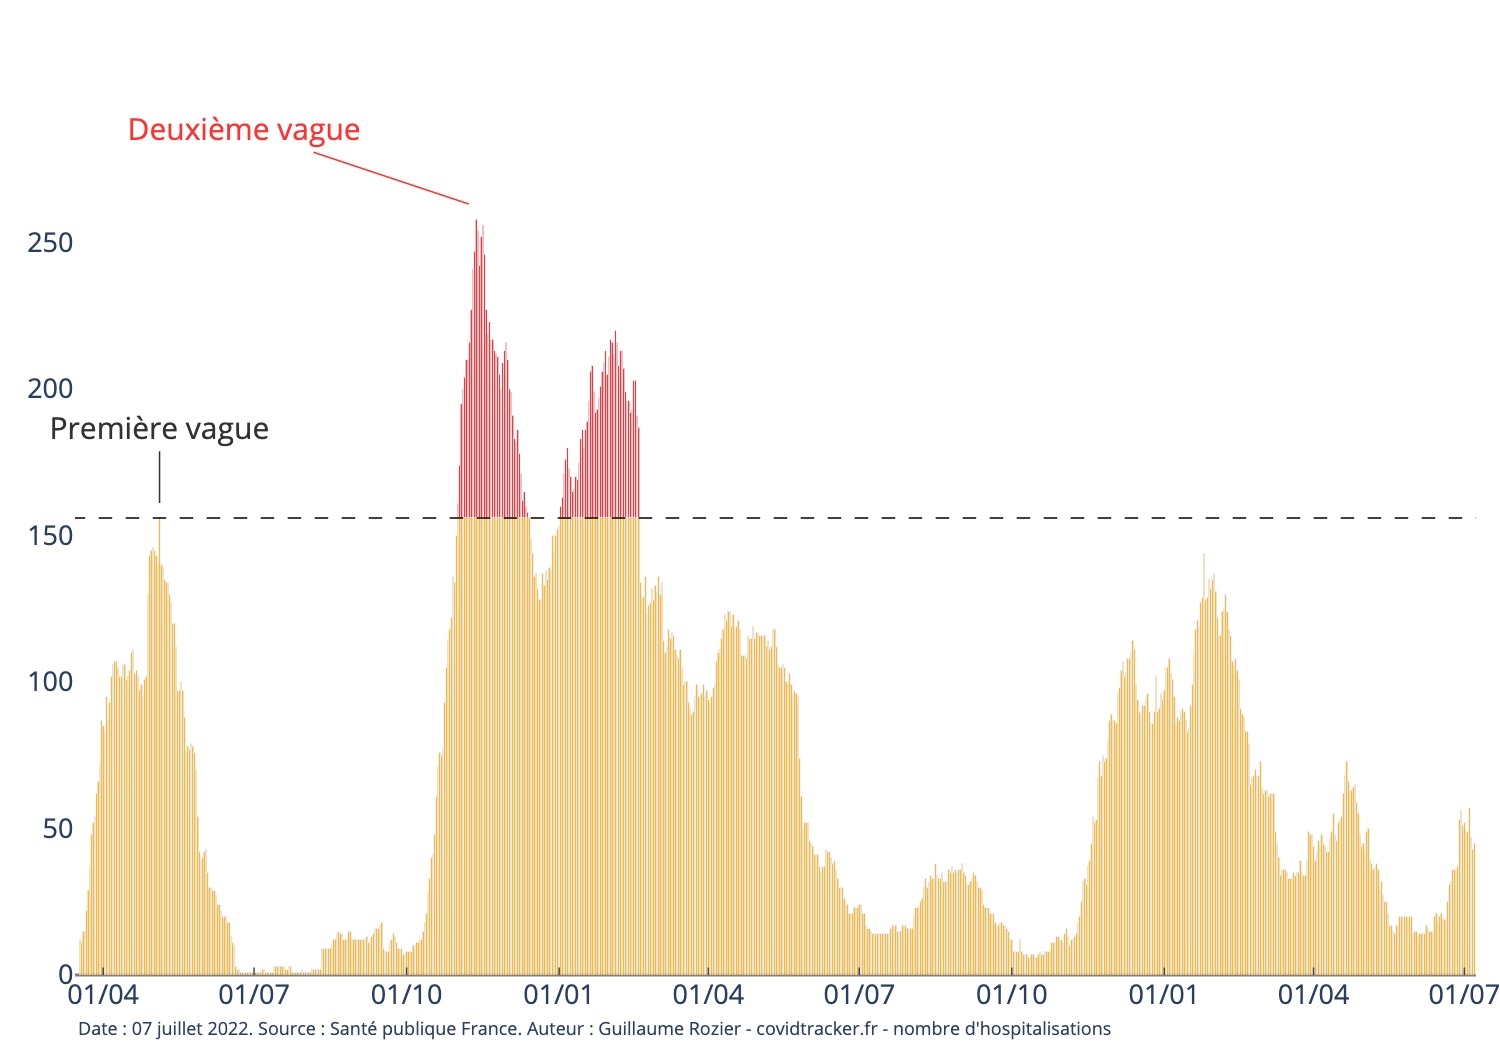 Deuxième vague
250
200
Première vague
150
100
50
0
01/04 01/07 01/10 01/01 01/04 01/07 01/10 01/01 01/04 01/07
Date : 07 juillet 2022. Source : Santé publique France. Auteur : Guillaume Rozier - covidtracker.fr - nombre d'hospitalisations